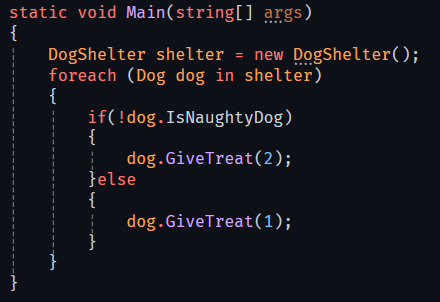 static void Main(string[] args)
{
    DogShelter shelter = new DogShelter();
    foreach (Dog dog in shelter)
    {
        if(!dog.IsNaughtyDog)
        {
            dog.GiveTreat(2);
        }else
        {
            dog.GiveTreat(1);
        }
    }
}